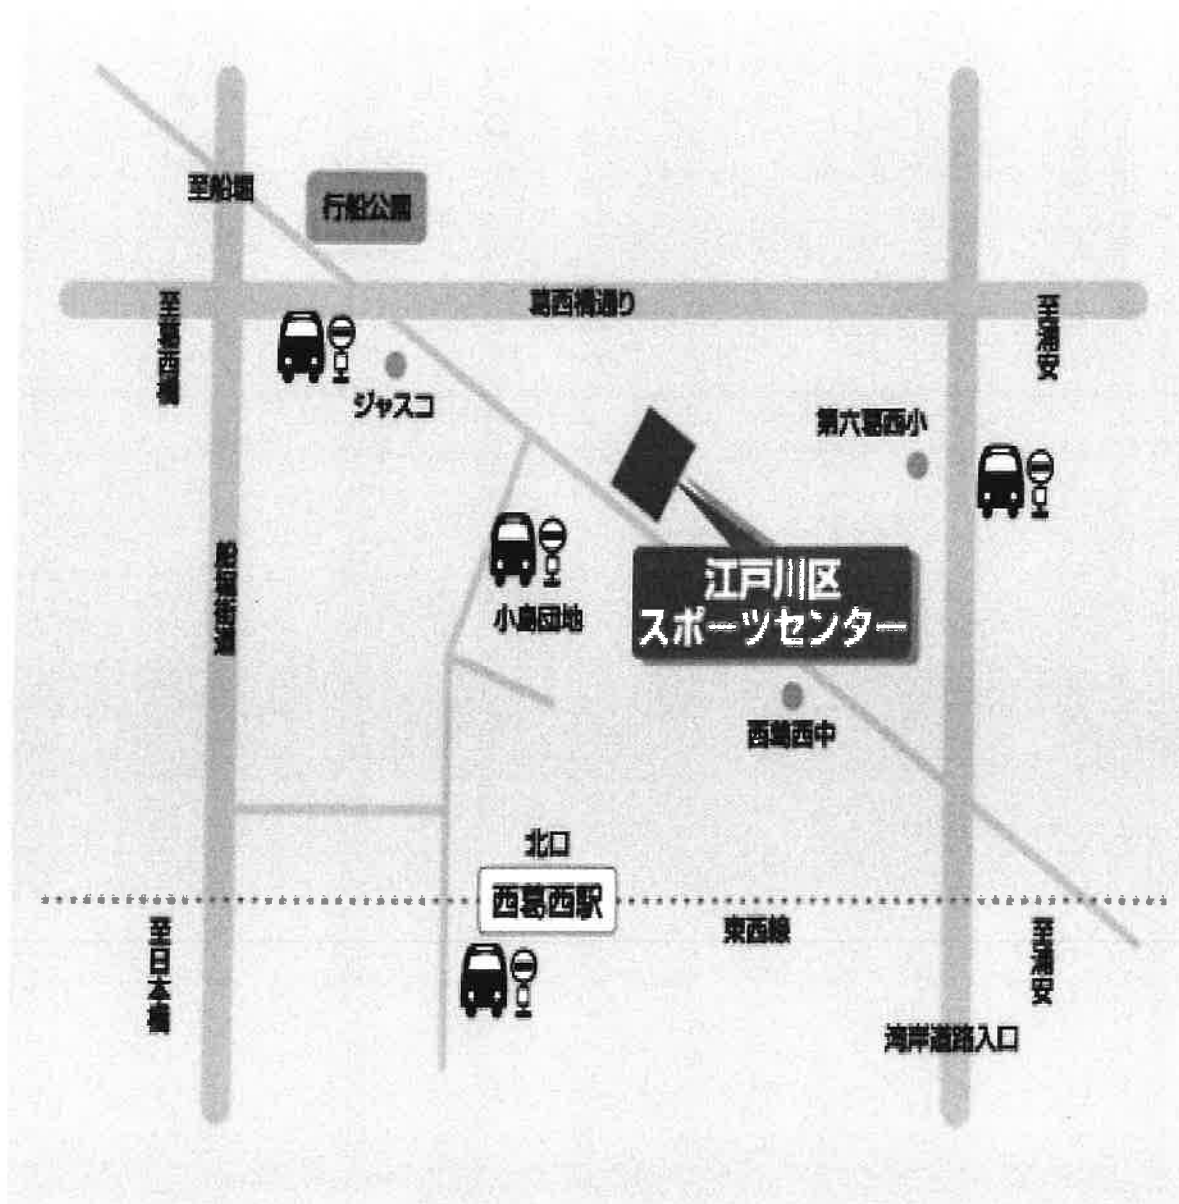 至船堀
行船公園
葛西橋通り
至葛西橋
至浦安
ジャスコ
第六葛西小
船堀街道
江戸川区
スポーツセンター
小島団地
西葛西中
北口
西葛西駅
東西線
至日本橋
至浦安
湾岸道路入口